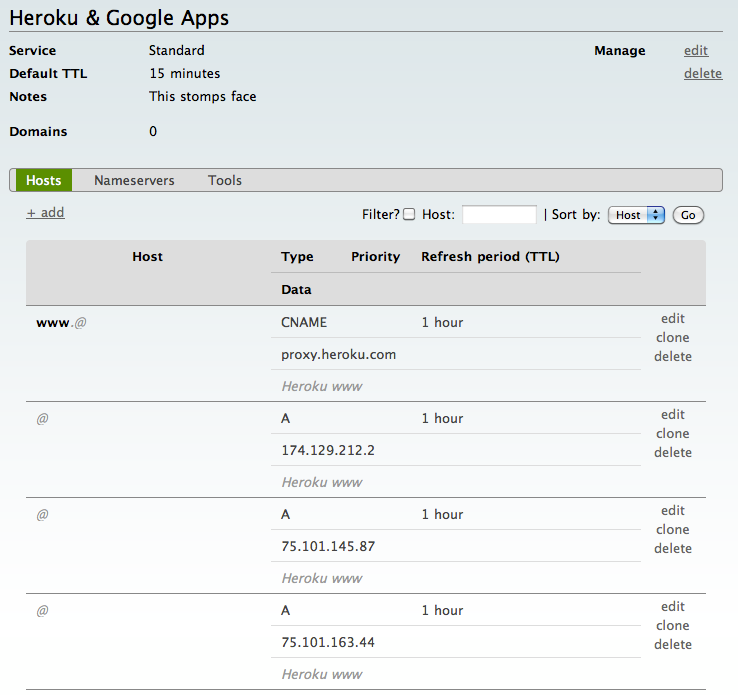 Heroku & Google Apps
Service Standard Manage edit
Default TTL 15 minutes delete
Notes This stomps face
Domains 0
Hosts Nameservers Tools
+ add Filter? Host: | Sort by: Host Go
Host Type Priority Refresh period (TTL)
Data
www.@ CNAME 1 hour edit
clone
proxy.heroku.com delete
Heroku www
@ A 1 hour edit
clone
174.129.212.2 delete
Heroku www
@ A 1 hour edit
clone
75.101.145.87 delete
Heroku www
@ A 1 hour edit
clone
75.101.163.44 delete
Heroku www